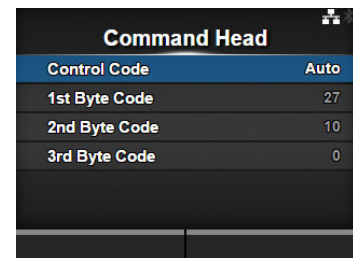 Command Head
Control Code Auto
1st Byte Code 27
2nd Byte Code 10
3rd Byte Code 0